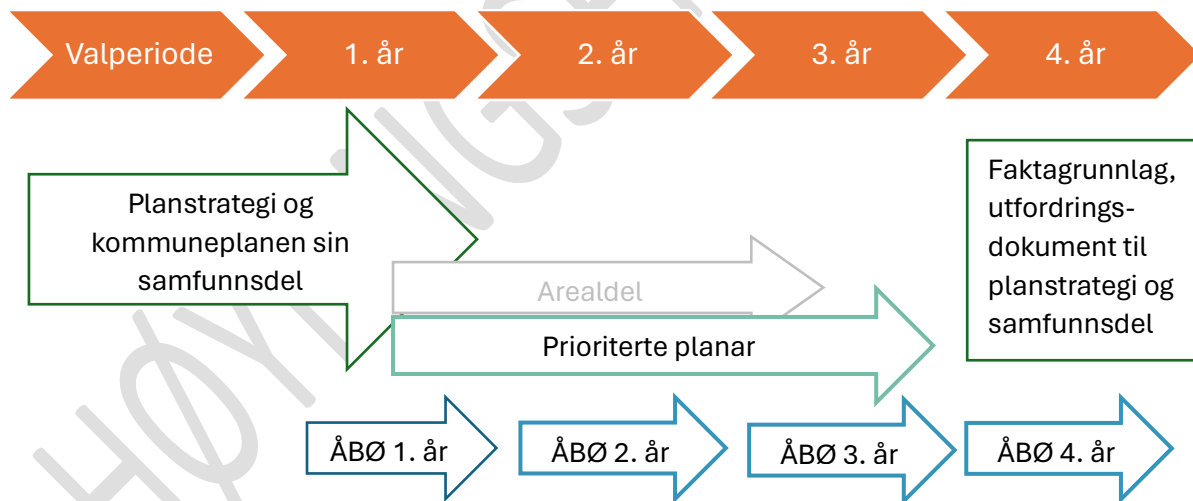 Valperiode
1. år
2. år
3. år
4. år
Planstrategi og
kommuneplanen sin
samfunnsdel
Arealdel
Prioriterte planar
Faktagrunnlag,
utfordrings-
dokument til
planstrategi og
samfunnsdel
ÅBØ 1. år
ÅBØ 2. år
ÅBØ 3. år
ÅBØ 4. år